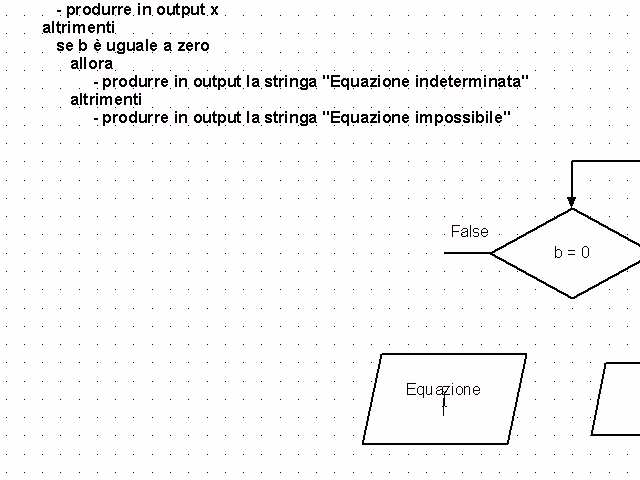 - produrre in output x
altrimenti
se b è uguale a zero
allora
- produrre in output la stringa "Equazione indeterminata"
altrimenti
- produrre in output la stringa "Equazione impossibile"
False
b = 0
Equazione